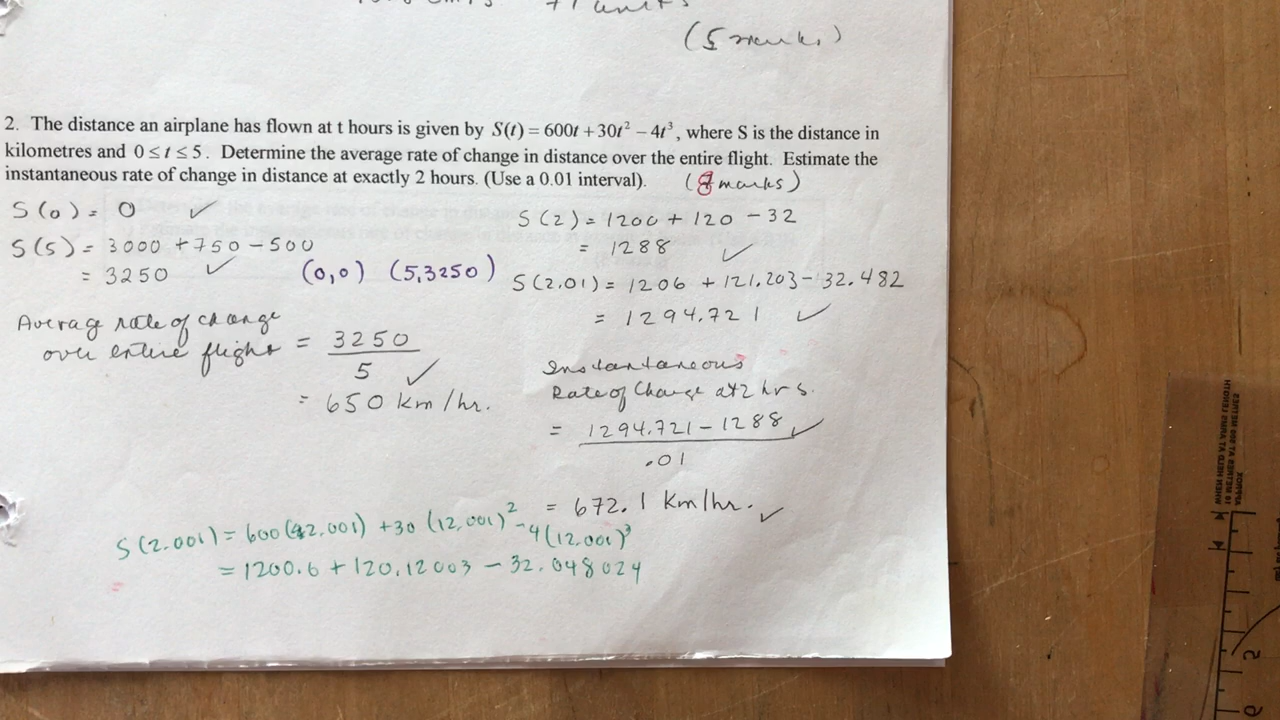 (5 marks)
2. The distance an airplane has flown at t hours is given by S(t) = 600t + 30t² − 4t³, where S is the distance in
kilometres and 0 ≤ t ≤ 5. Determine the average rate of change in distance over the entire flight. Estimate the
instantaneous rate of change in distance at exactly 2 hours. (Use a 0.01 interval). (8 marks)
S(0) = 0 ✓
S(5) = 3000 + 750 − 500
= 3250 ✓ (0,0) (5,3250)
Average rate of change
over entire flight = 3250
5 ✓
= 650 km/hr.
S(2) = 1200 + 120 − 32
= 1288 ✓
S(2.01) = 1206 + 121.203 − 32.482
= 1294.721 ✓
Instantaneous
Rate of Change at 2 hrs.
= 1294.721 − 1288 ✓
.01
= 672.1 km/hr. ✓
S(2.001) = 600(2.001) + 30(12.001)² − 4(12.001)³
= 1200.6 + 120.12003 − 32.048024